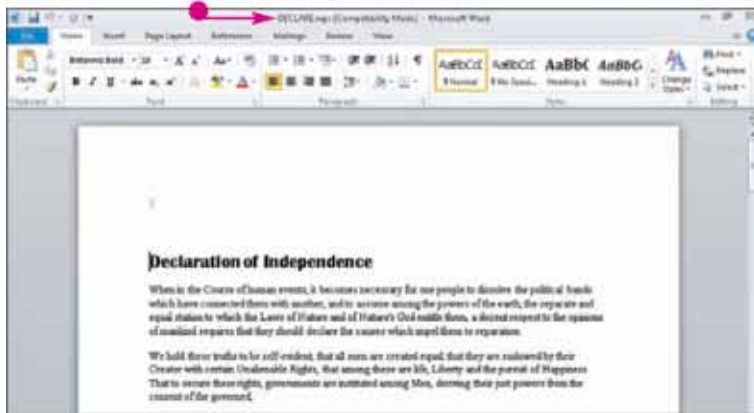 DECLARE.wps [Compatibility Mode] - Microsoft Word
File Home Insert Page Layout References Mailings Review View
Paste
Font Paragraph Styles Editing
AaBbCcI AaBbCcI AaBbC AaBbC
¶ Normal ¶ No Spaci... Heading 1 Heading 2 Change Styles
Find
Replace
Select
Declaration of Independence
When in the Course of human events, it becomes necessary for one people to dissolve the political bands
which have connected them with another, and to assume among the powers of the earth, the separate and
equal station to which the Laws of Nature and of Nature's God entitle them, a decent respect to the opinions
of mankind requires that they should declare the causes which impel them to separation.
We hold these truths to be self-evident, that all men are created equal, that they are endowed by their
Creator with certain Unalienable Rights, that among these are life, Liberty and the pursuit of Happiness.
That to secure these rights, governments are instituted among Men, deriving their just powers from the
consent of the governed,